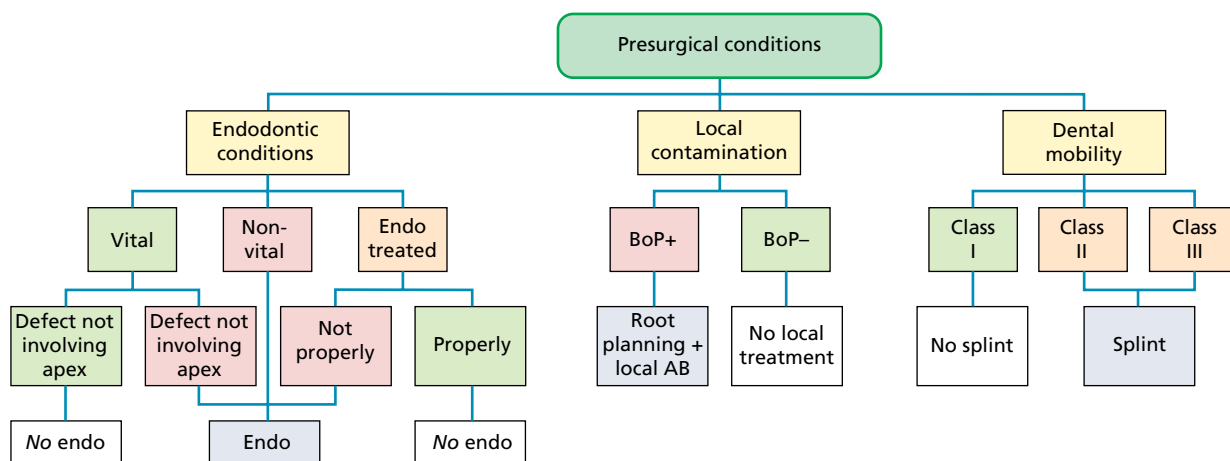 Presurgical conditions
Endodontic
conditions
Local
contamination
Dental
mobility
Vital
Non-
vital
Endo
treated
BoP+
BoP–
Class
I
Class
II
Class
III
Defect not
involving
apex
Defect not
involving
apex
Not
properly
Properly
Root
planning +
local AB
No local
treatment
No splint
Splint
No endo
Endo
No endo